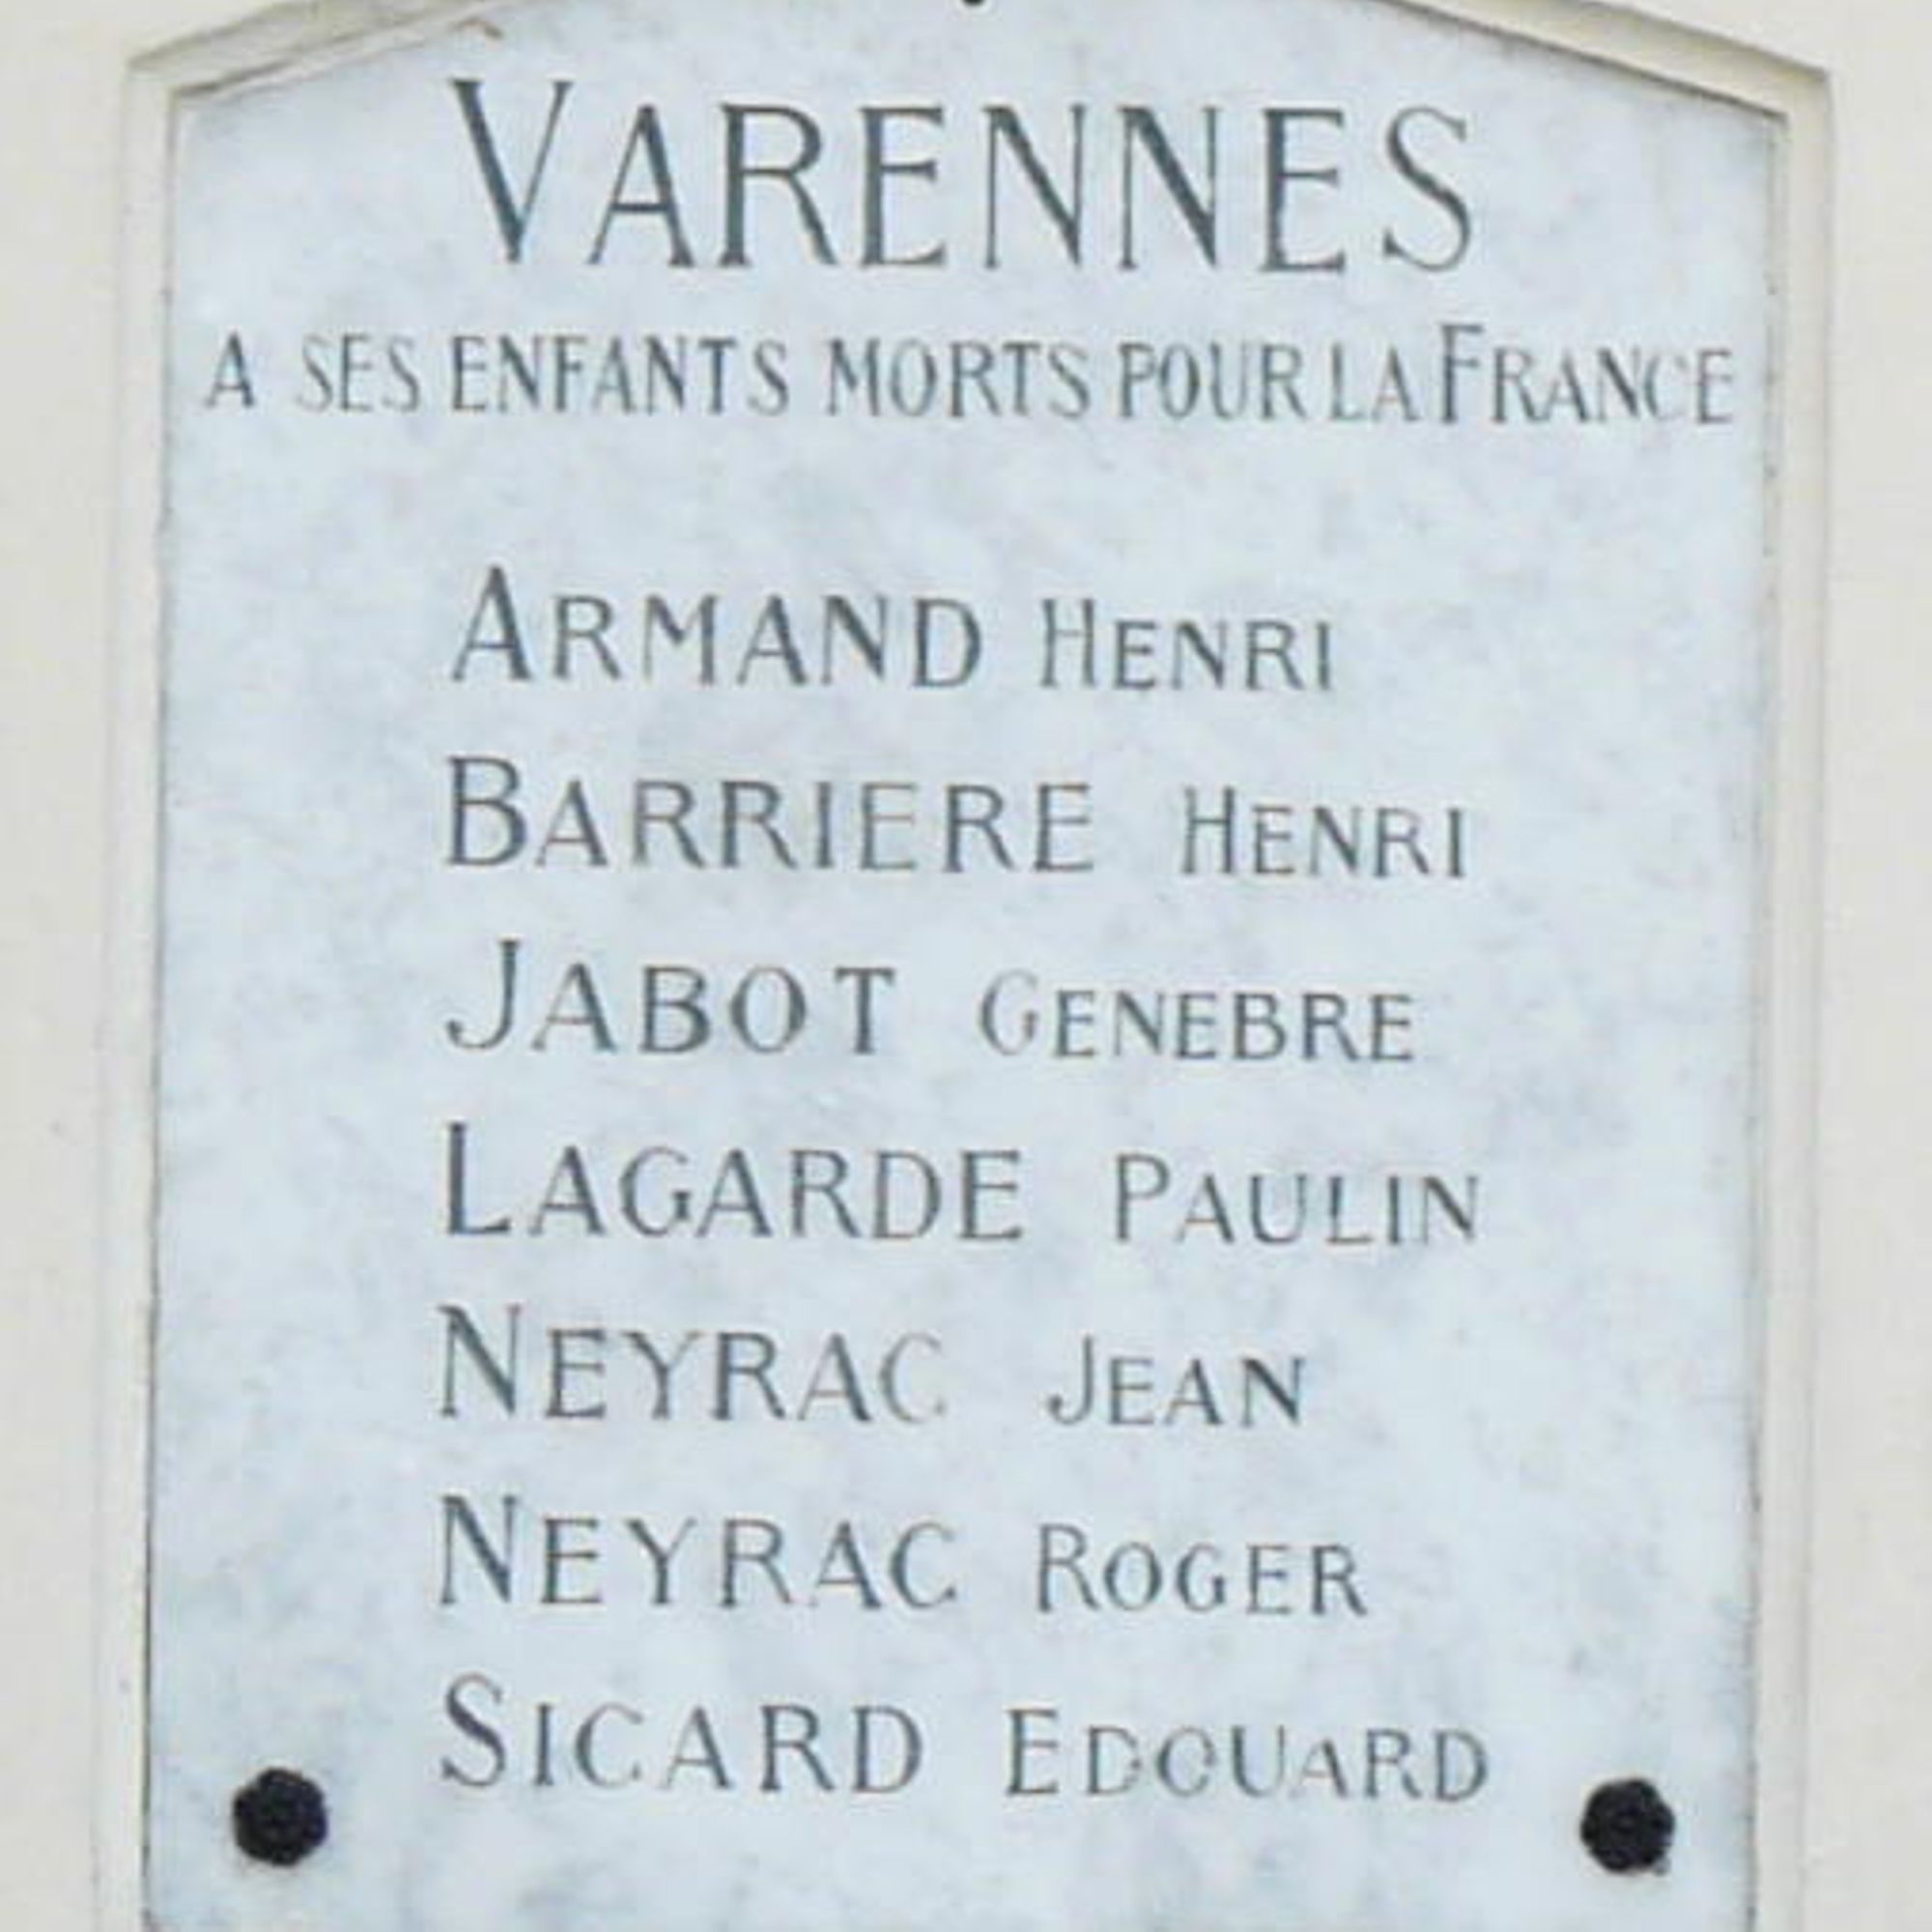 VARENNES
A SES ENFANTS MORTS POUR LA FRANCE
ARMAND HENRI
BARRIERE HENRI
JABOT GENEBRE
LAGARDE PAULIN
NEYRAC JEAN
NEYRAC ROGER
SICARD EDOUARD